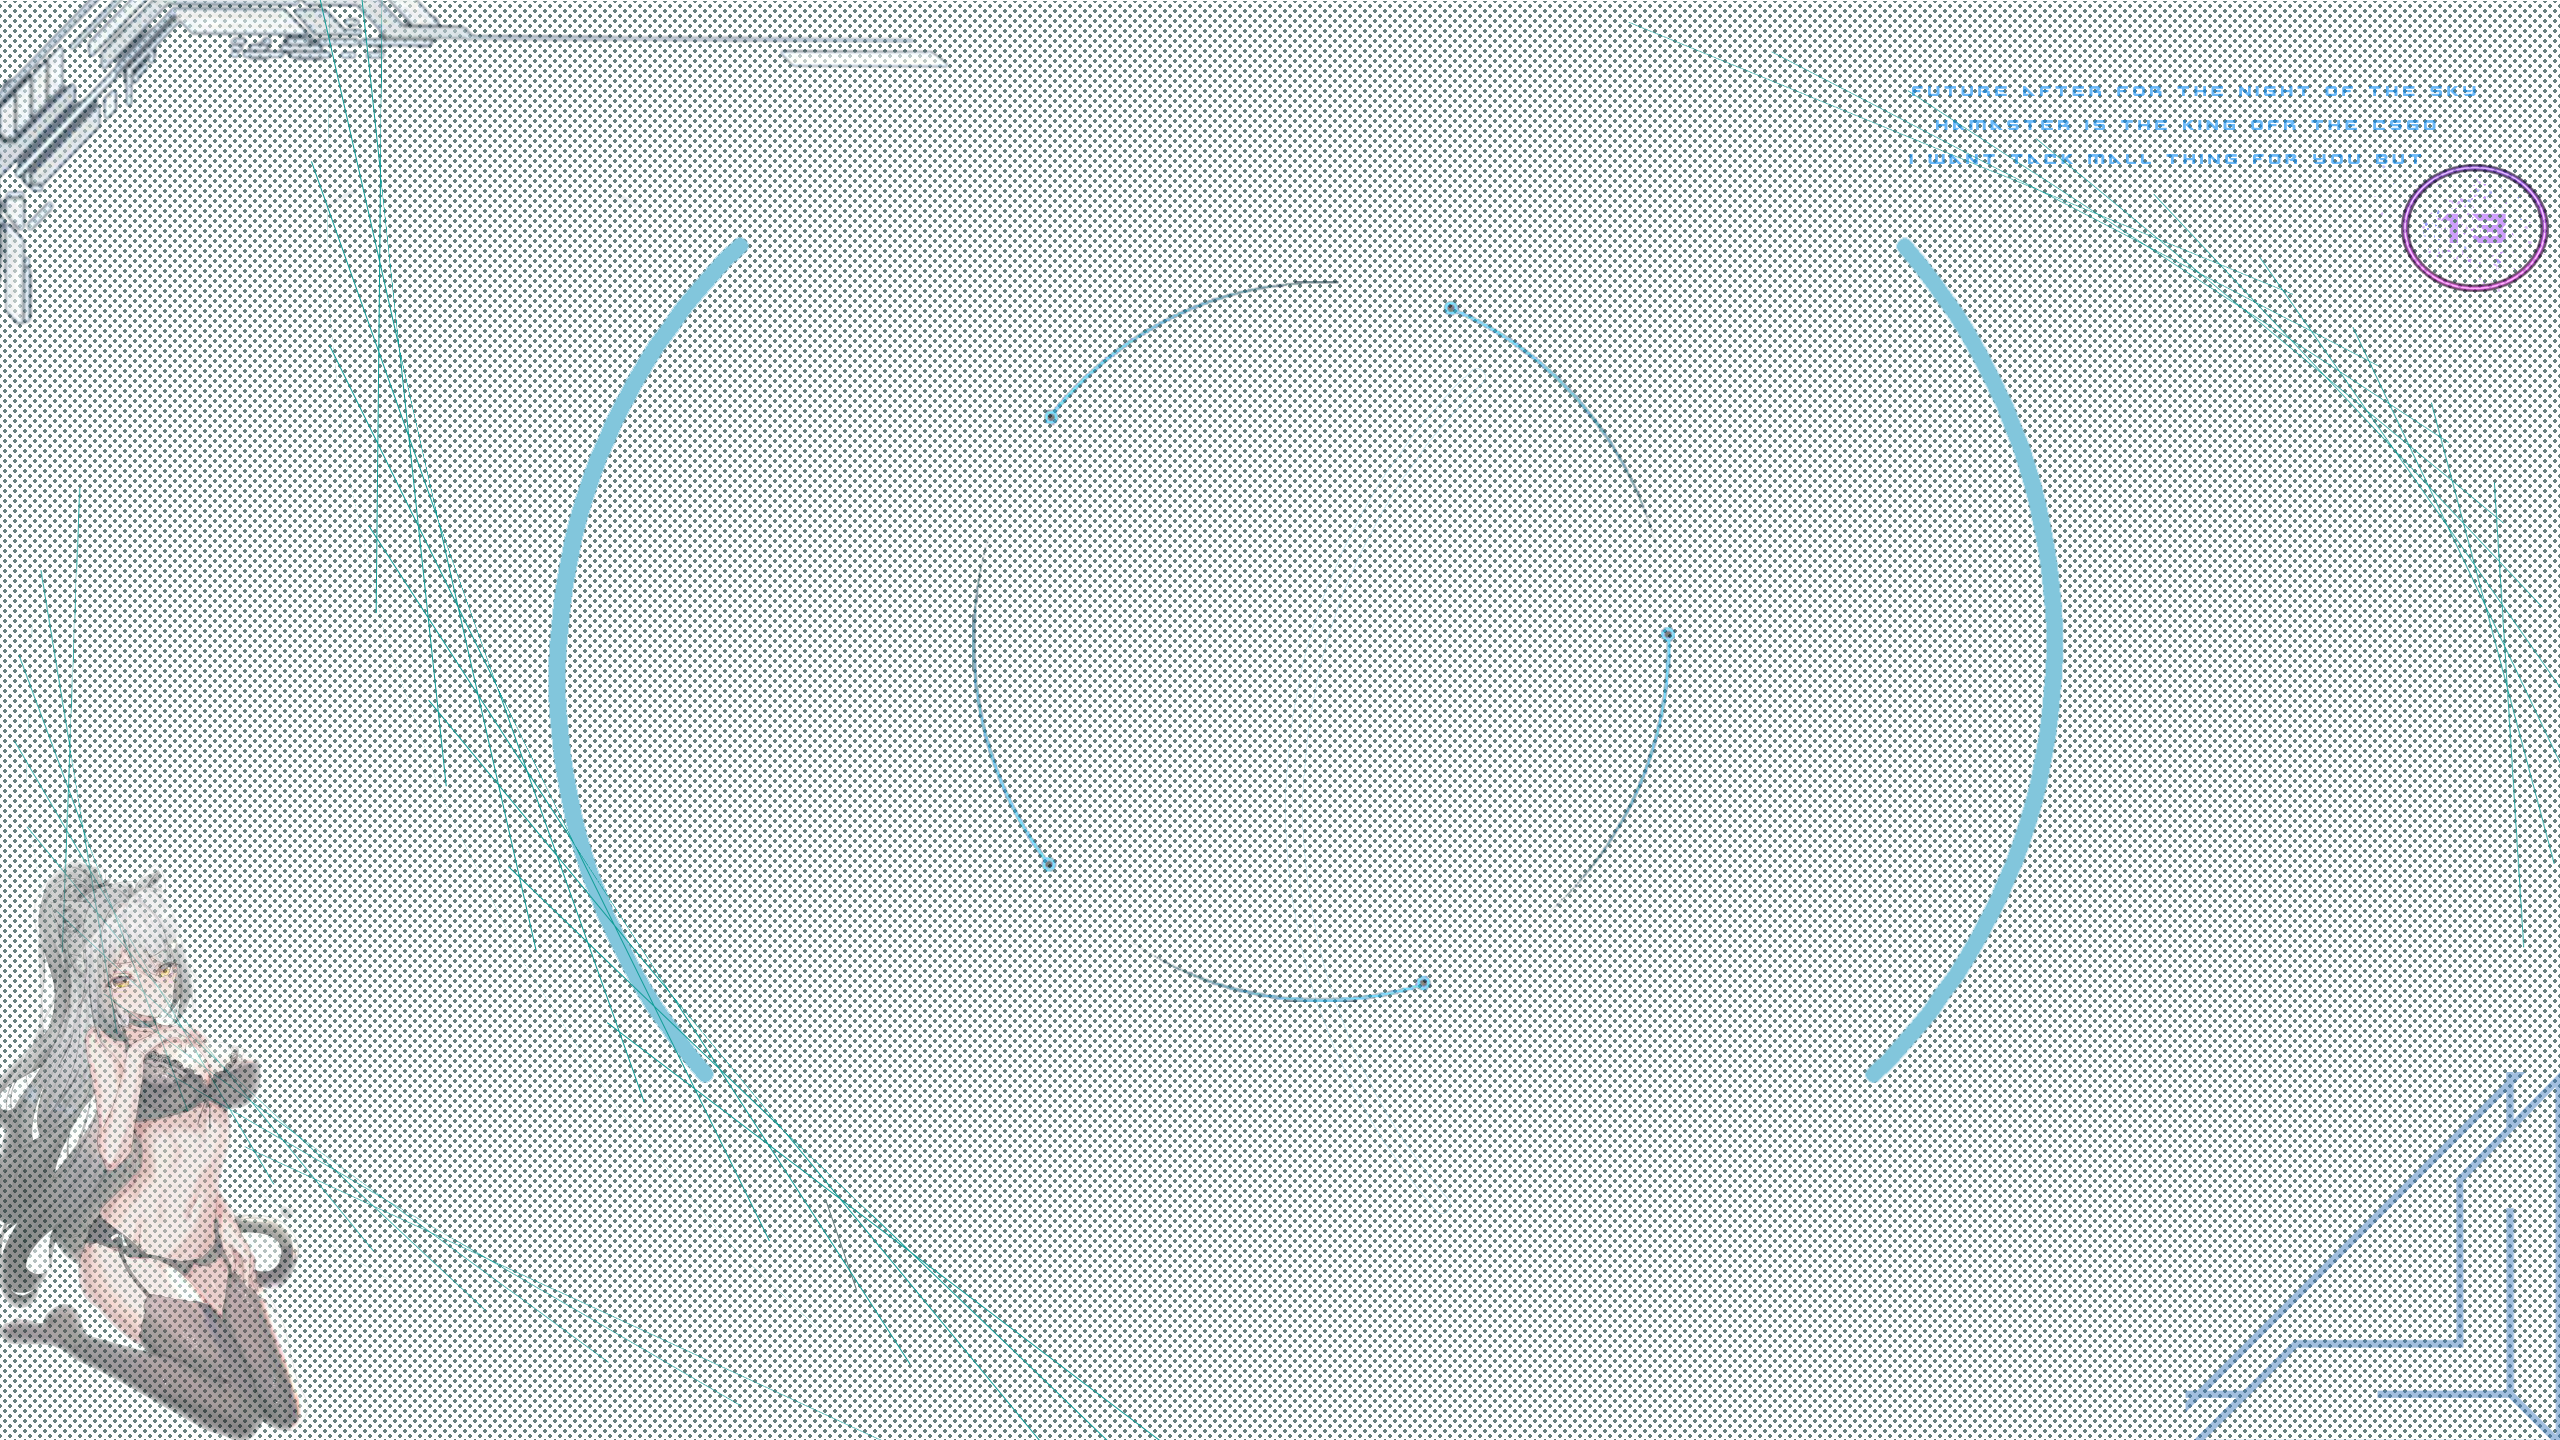 FUTURE AFTER FOR THE NIGHT OF THE SKY
HAMASTER IS THE KING OFR THE CSGO
I WANT TACK MALL THING FOR YOU BUT
13